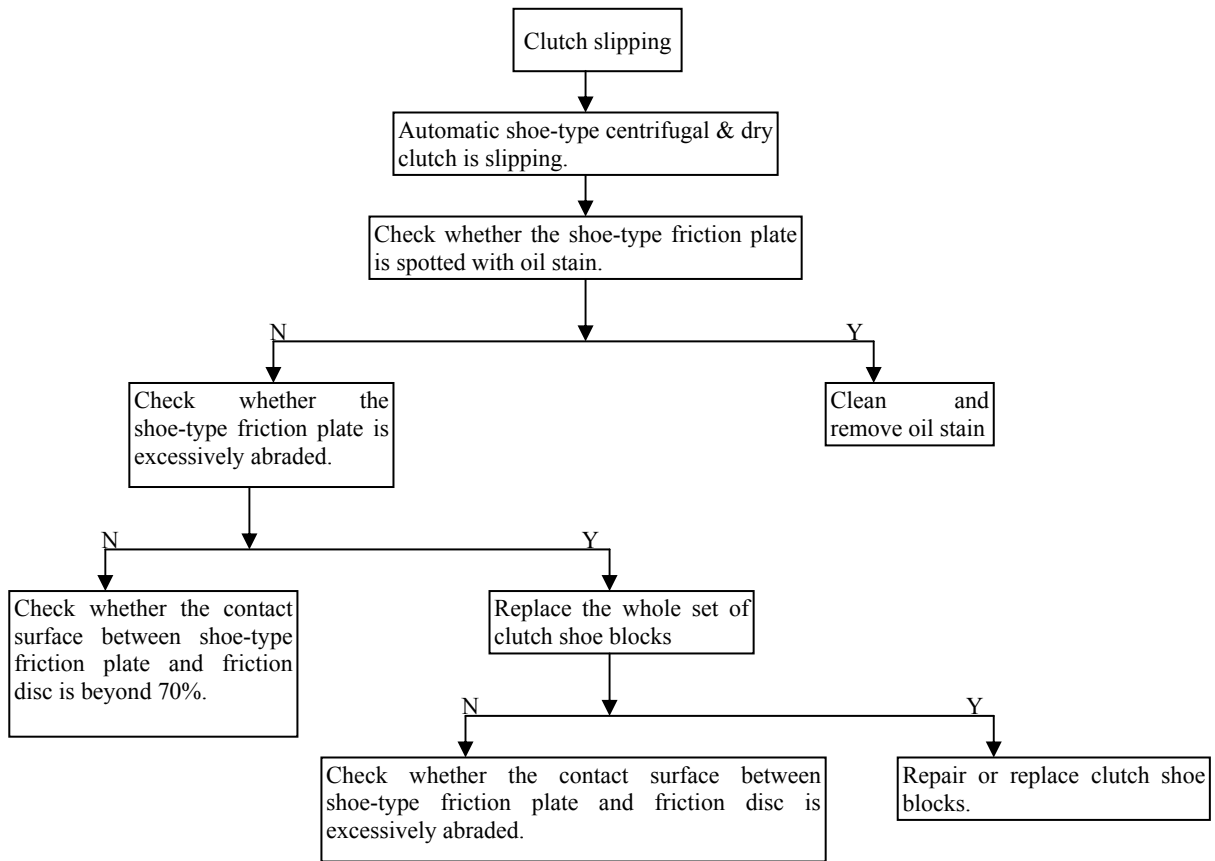 Clutch slipping
Automatic shoe-type centrifugal & dry
clutch is slipping.
Check whether the shoe-type friction plate
is spotted with oil stain.
N
Y
Check whether the
shoe-type friction plate is
excessively abraded.
Clean and
remove oil stain
N
Y
Check whether the contact
surface between shoe-type
friction plate and friction
disc is beyond 70%.
Replace the whole set of
clutch shoe blocks
N
Y
Check whether the contact surface between
shoe-type friction plate and friction disc is
excessively abraded.
Repair or replace clutch shoe
blocks.